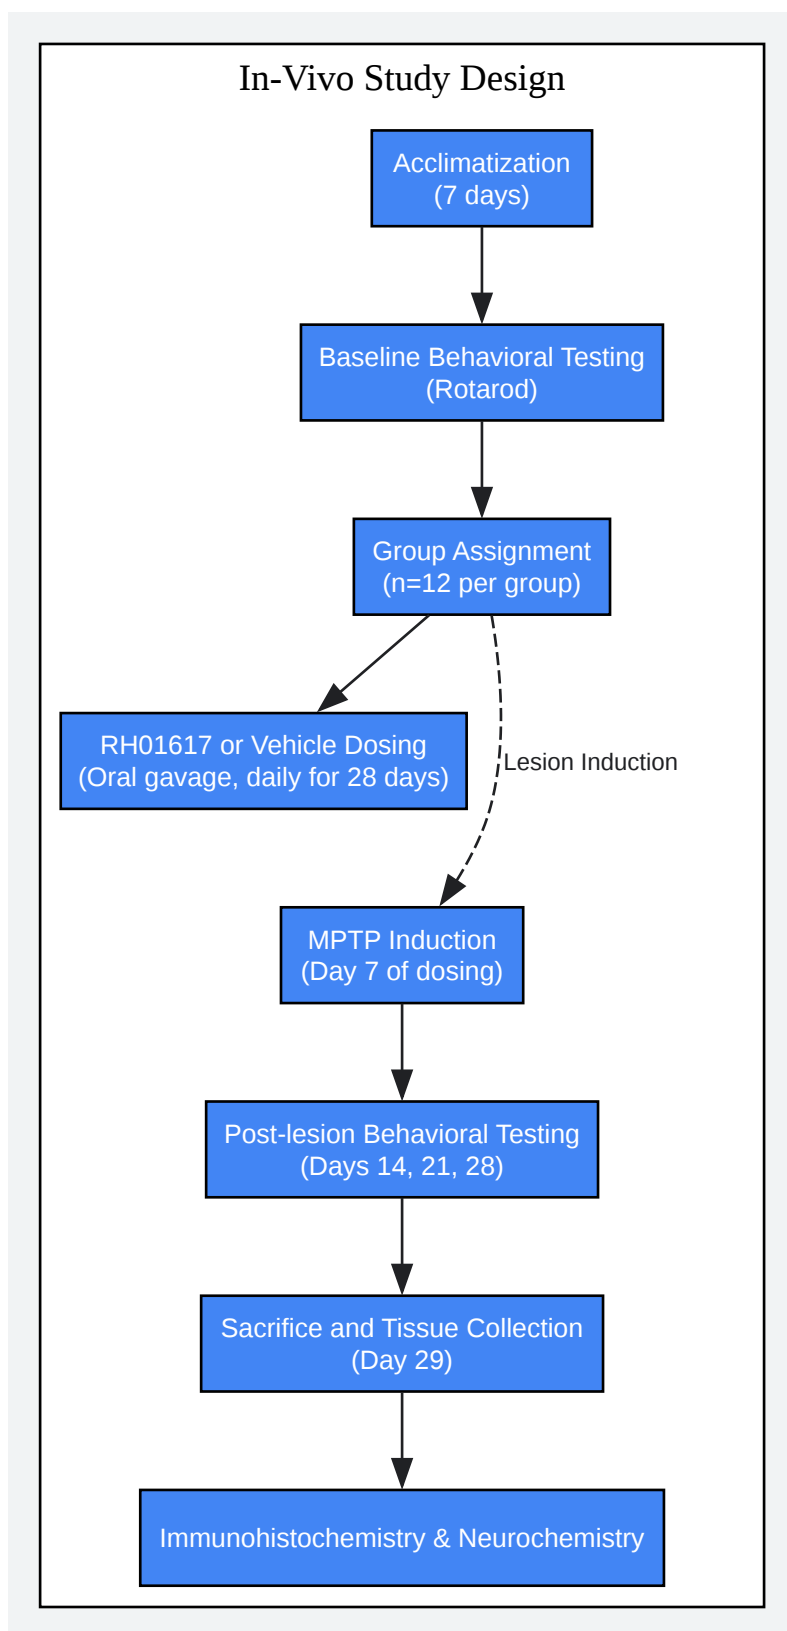 In-Vivo Study Design
Acclimatization
(7 days)
Baseline Behavioral Testing
(Rotarod)
Group Assignment
(n=12 per group)
RH01617 or Vehicle Dosing
(Oral gavage, daily for 28 days)
Lesion Induction
MPTP Induction
(Day 7 of dosing)
Post-lesion Behavioral Testing
(Days 14, 21, 28)
Sacrifice and Tissue Collection
(Day 29)
Immunohistochemistry & Neurochemistry